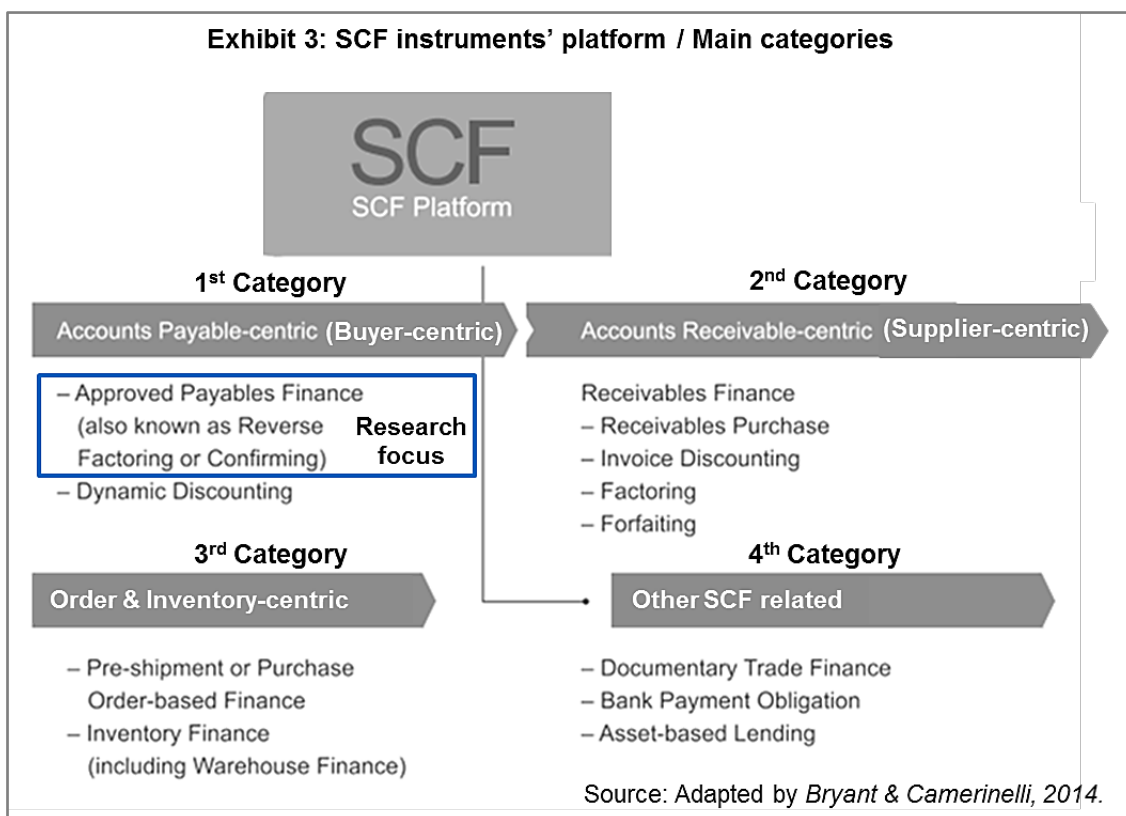 Exhibit 3: SCF instruments’ platform / Main categories
SCF
SCF Platform
1st Category
2nd Category
Accounts Payable-centric (Buyer-centric)
Accounts Receivable-centric (Supplier-centric)
– Approved Payables Finance
(also known as Reverse
Factoring or Confirming)
Research
focus
– Dynamic Discounting
Receivables Finance
– Receivables Purchase
– Invoice Discounting
– Factoring
– Forfaiting
3rd Category
4th Category
Order & Inventory-centric
Other SCF related
– Pre-shipment or Purchase
Order-based Finance
– Inventory Finance
(including Warehouse Finance)
– Documentary Trade Finance
– Bank Payment Obligation
– Asset-based Lending
Source: Adapted by Bryant & Camerinelli, 2014.